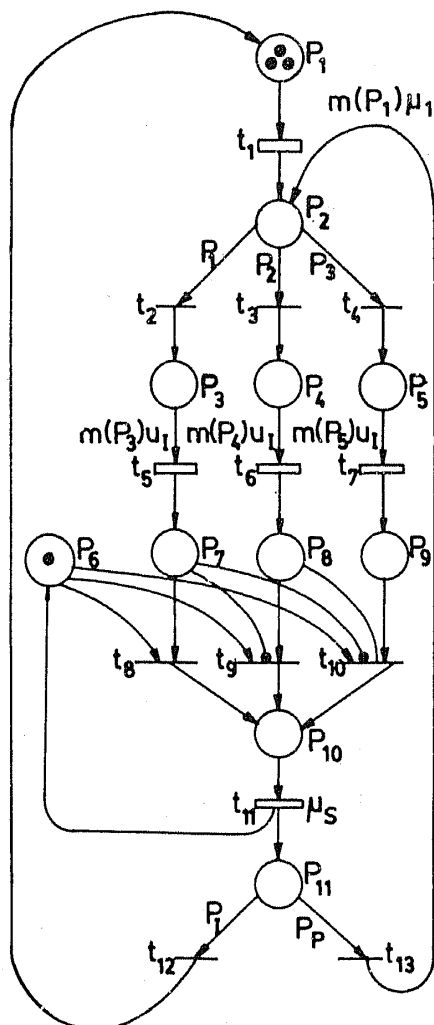 P1
m(P1)μ1
t1
P2
P1 P2 P3
t2 t3 t4
P3 P4 P5
m(P3)uI m(P4)uI m(P5)uI
t5 t6 t7
P6 P7 P8 P9
t8 t9 t10
P10
t11 μS
P11
PI PP
t12 t13